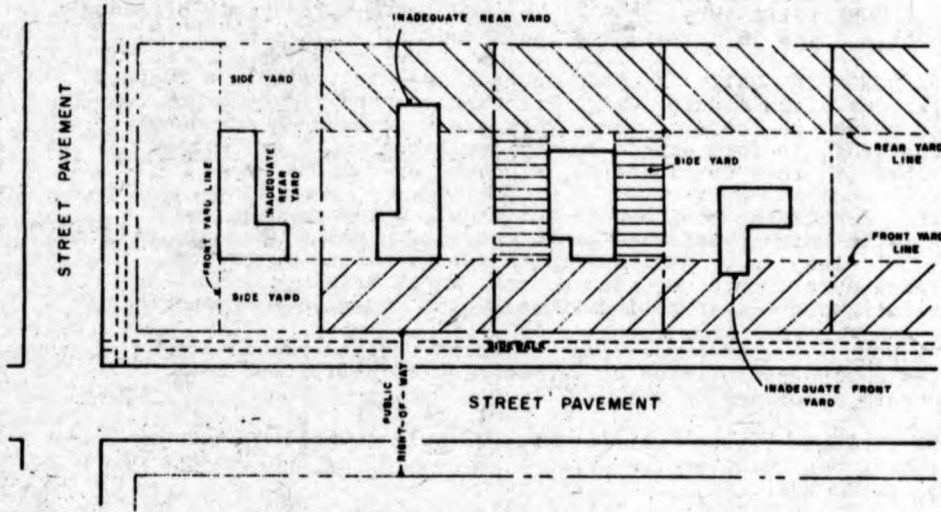 INADEQUATE REAR YARD
STREET PAVEMENT
SIDE YARD
FRONT YARD LINE
INADEQUATE
REAR
YARD
SIDE YARD
SIDE YARD
REAR YARD
LINE
FRONT YARD
LINE
SIDEWALK
PUBLIC
RIGHT-OF-WAY
STREET PAVEMENT
INADEQUATE FRONT
YARD